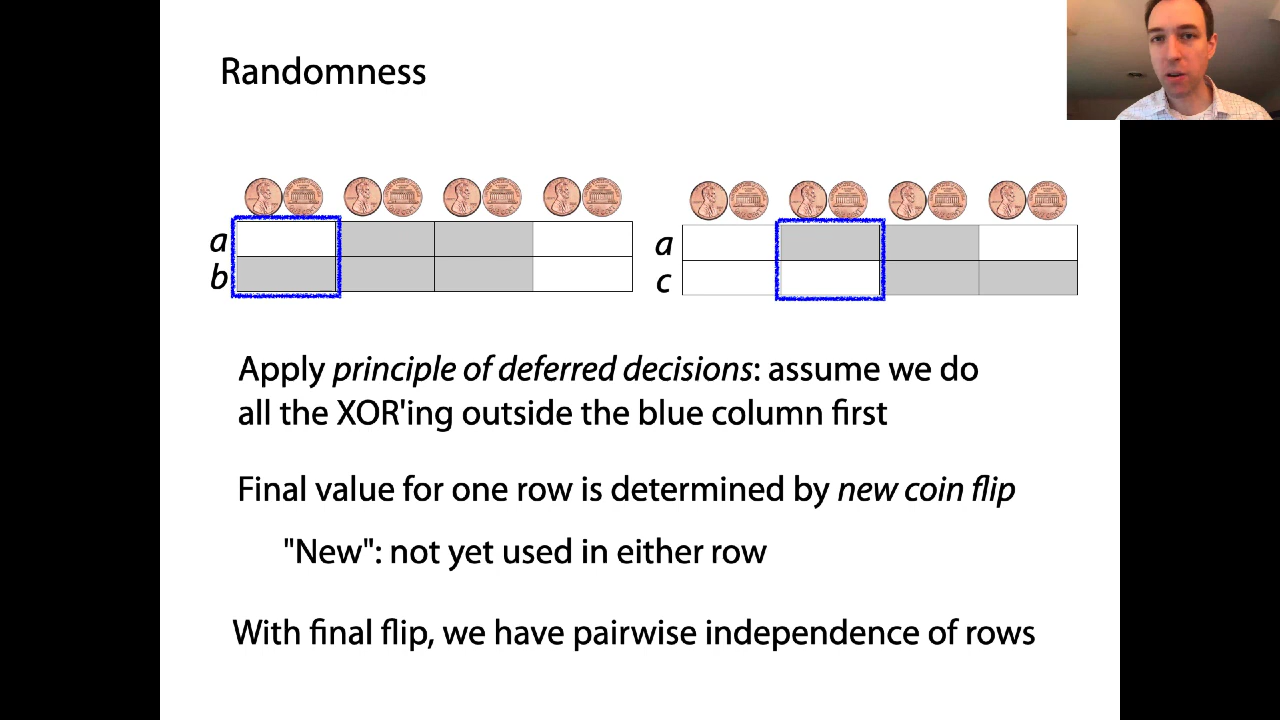 Randomness
a
b
a
c
Apply principle of deferred decisions: assume we do
all the XOR'ing outside the blue column first
Final value for one row is determined by new coin flip
"New": not yet used in either row
With final flip, we have pairwise independence of rows